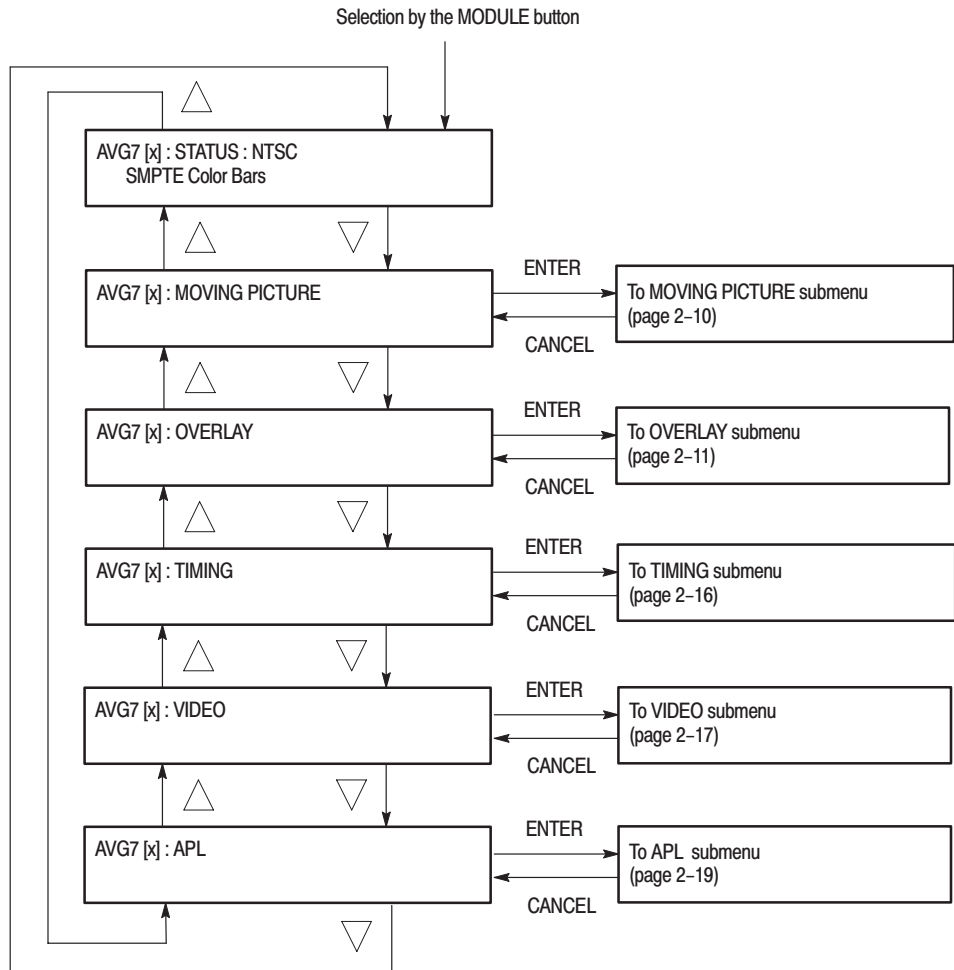 Selection by the MODULE button
AVG7 [x] : STATUS : NTSC
SMPTE Color Bars
AVG7 [x] : MOVING PICTURE
ENTER
CANCEL
To MOVING PICTURE submenu
(page 2–10)
AVG7 [x] : OVERLAY
ENTER
CANCEL
To OVERLAY submenu
(page 2–11)
AVG7 [x] : TIMING
ENTER
CANCEL
To TIMING submenu
(page 2–16)
AVG7 [x] : VIDEO
ENTER
CANCEL
To VIDEO submenu
(page 2–17)
AVG7 [x] : APL
ENTER
CANCEL
To APL submenu
(page 2–19)